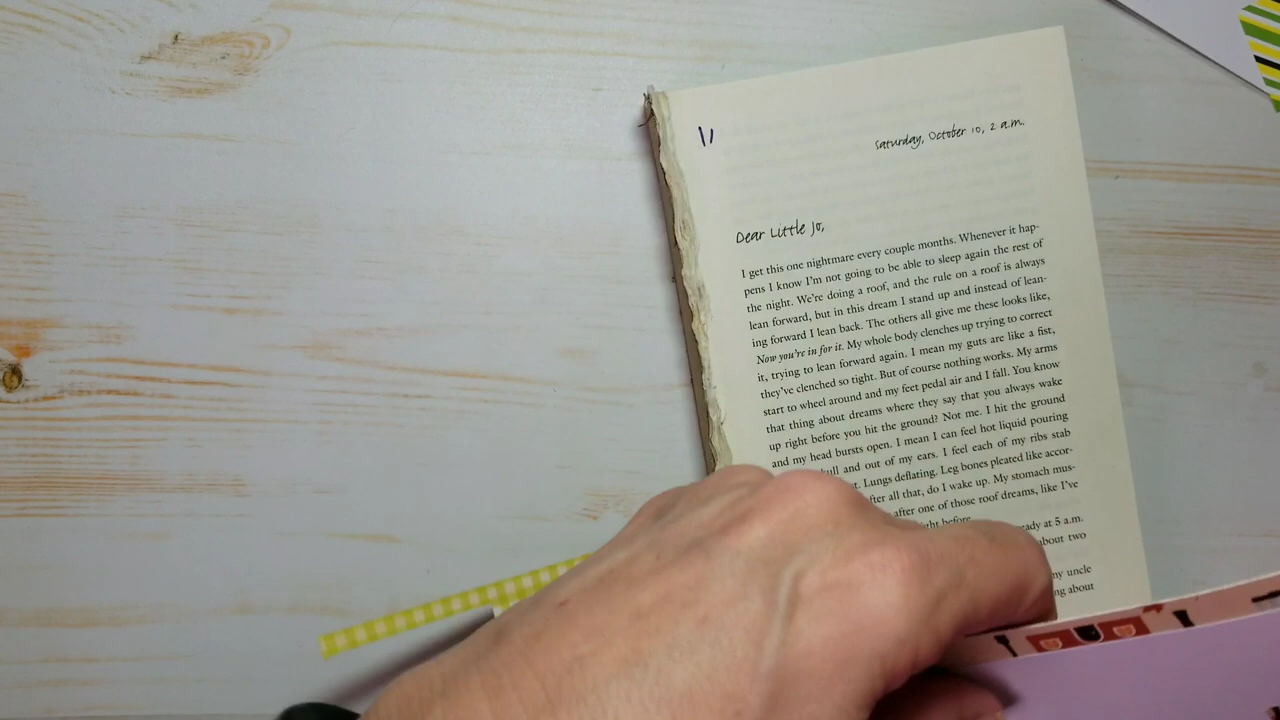 11
Saturday, October 10, 2 a.m.
Dear Little Jo,
I get this one nightmare every couple months. Whenever it hap-
pens I know I'm not going to be able to sleep again the rest of
the night. We're doing a roof, and the rule on a roof is always
lean forward, but in this dream I stand up and instead of lean-
ing forward I lean back. The others all give me these looks like,
Now you're in for it. My whole body clenches up trying to correct
it, trying to lean forward again. I mean my guts are like a fist,
they've clenched so tight. But of course nothing works. My arms
start to wheel around and my feet pedal air and I fall. You know
that thing about dreams where they say that you always wake
up right before you hit the ground? Not me. I hit the ground
and my head bursts open. I mean I can feel hot liquid pouring
and out of my ears. I feel each of my ribs stab
Lungs deflating. Leg bones pleated like accor-
after all that, do I wake up. My stomach mus-
after one of those roof dreams, like I've
before
at 5 a.m.
about two
my uncle
about